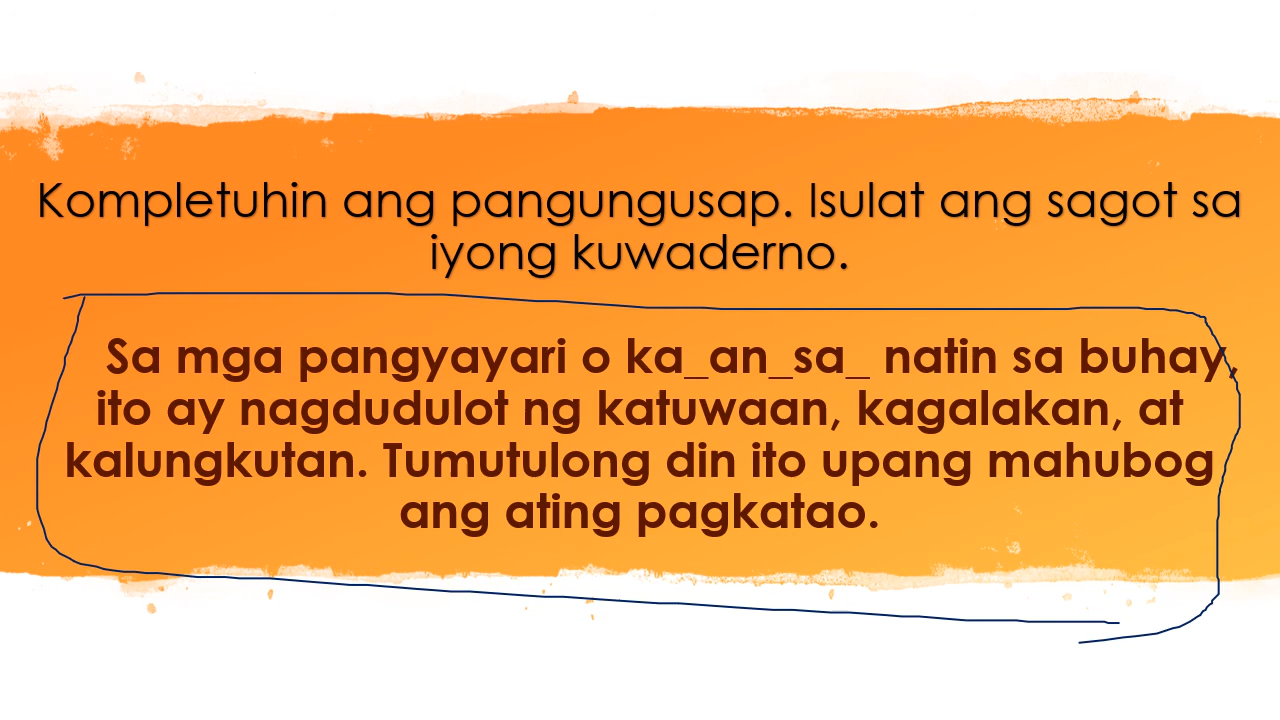 Kompletuhin ang pangungusap. Isulat ang sagot sa
iyong kuwaderno.
Sa mga pangyayari o ka_an_sa_ natin sa buhay,
ito ay nagdudulot ng katuwaan, kagalakan, at
kalungkutan. Tumutulong din ito upang mahubog
ang ating pagkatao.